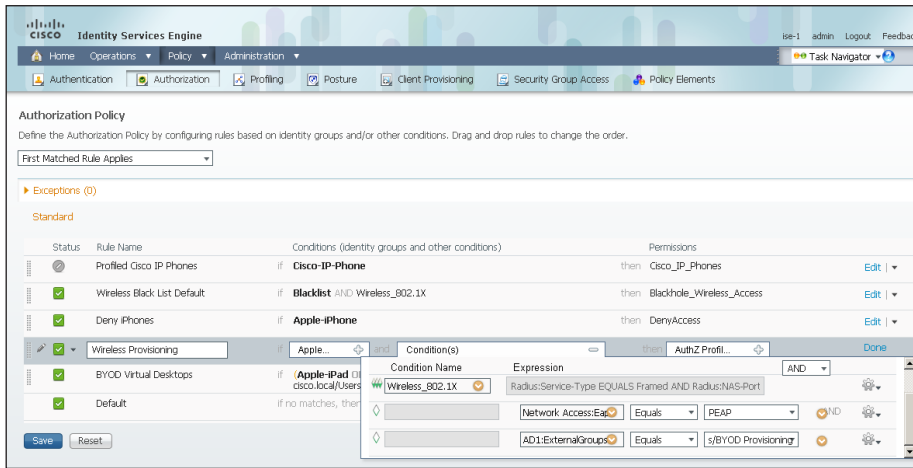 CISCO Identity Services Engine
ise-1 admin Logout Feedbac
Home Operations Policy Administration
Task Navigator
Authentication Authorization Profiling Posture Client Provisioning Security Group Access Policy Elements
Authorization Policy
Define the Authorization Policy by configuring rules based on identity groups and/or other conditions. Drag and drop rules to change the order.
First Matched Rule Applies
Exceptions (0)
Standard
Status Rule Name Conditions (identity groups and other conditions) Permissions
Profiled Cisco IP Phones if Cisco-IP-Phone then Cisco_IP_Phones Edit |
Wireless Black List Default if Blacklist AND Wireless_802.1X then Blackhole_Wireless_Access Edit |
Deny iPhones if Apple-iPhone then DenyAccess Edit |
Wireless Provisioning if Apple... and Condition(s) then AuthZ Profil... Done
Condition Name Expression AND
Wireless_802.1X Radius:Service-Type EQUALS Framed AND Radius:NAS-Port
BYOD Virtual Desktops if (Apple-iPad
cisco.local/Users
Network Access:Eap Equals PEAP ND
Default if no matches, then
AD1:ExternalGroups Equals s/BYOD Provisioning
Save Reset